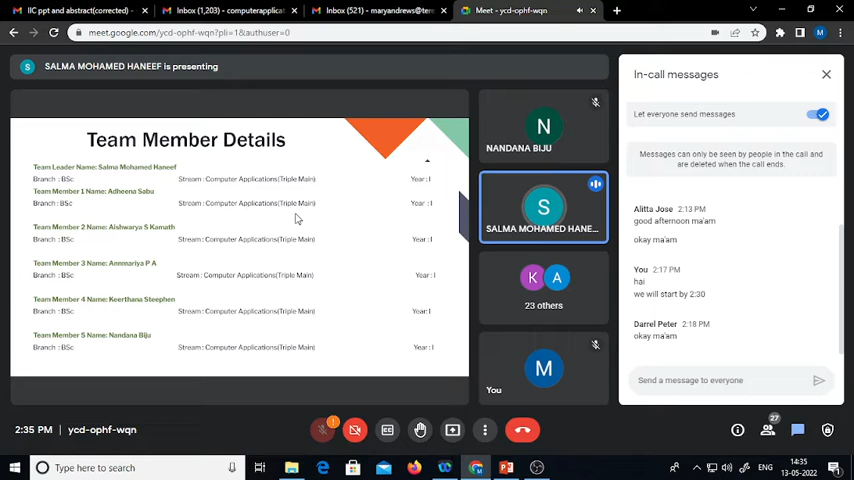 IIC ppt and abstract(corrected) -
Inbox (1,203) - computerapplicat
Inbox (521) - maryandrews@tere
Meet - ycd-ophf-wqn
meet.google.com/ycd-ophf-wqn?pli=1&authuser=0
M
S
SALMA MOHAMED HANEEF is presenting
Team Member Details
Team Leader Name: Salma Mohamed Haneef
Branch : BSc Stream : Computer Applications(Triple Main) Year : I
Team Member 1 Name: Adheena Sabu
Branch : BSc Stream : Computer Applications(Triple Main) Year : I
Team Member 2 Name: Aishwarya S Kamath
Branch : BSc Stream : Computer Applications(Triple Main) Year : I
Team Member 3 Name: Annmariya P A
Branch : BSc Stream : Computer Applications(Triple Main) Year : I
Team Member 4 Name: Keerthana Steephen
Branch : BSc Stream : Computer Applications(Triple Main) Year : I
Team Member 5 Name: Nandana Biju
Branch : BSc Stream : Computer Applications(Triple Main) Year : I
N
NANDANA BIJU
S
SALMA MOHAMED HANE...
K A
23 others
M
You
In-call messages
Let everyone send messages
Messages can only be seen by people in the call and
are deleted when the call ends.
Alitta Jose 2:13 PM
good afternoon ma'am
okay ma'am
You 2:17 PM
hai
we will start by 2:30
Darrel Peter 2:18 PM
okay ma'am
Send a message to everyone
2:35 PM ycd-ophf-wqn
27
Type here to search
ENG
14:35
13-05-2022